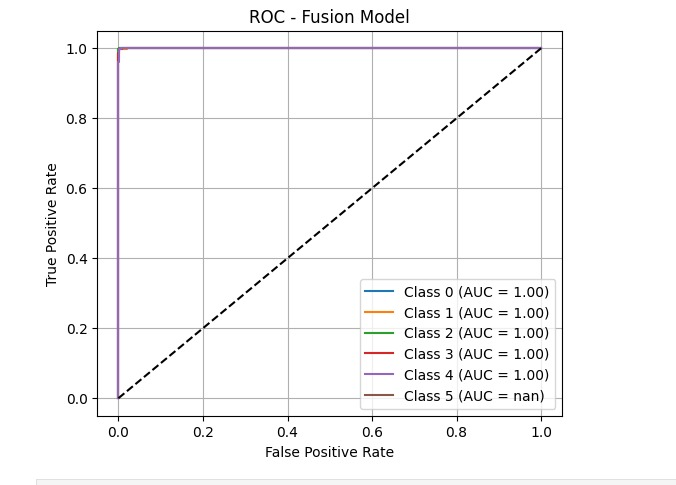 ROC - Fusion Model
1.0
0.8
0.6
0.4
0.2
0.0
True Positive Rate
Class 0 (AUC = 1.00)
Class 1 (AUC = 1.00)
Class 2 (AUC = 1.00)
Class 3 (AUC = 1.00)
Class 4 (AUC = 1.00)
Class 5 (AUC = nan)
0.0 0.2 0.4 0.6 0.8 1.0
False Positive Rate